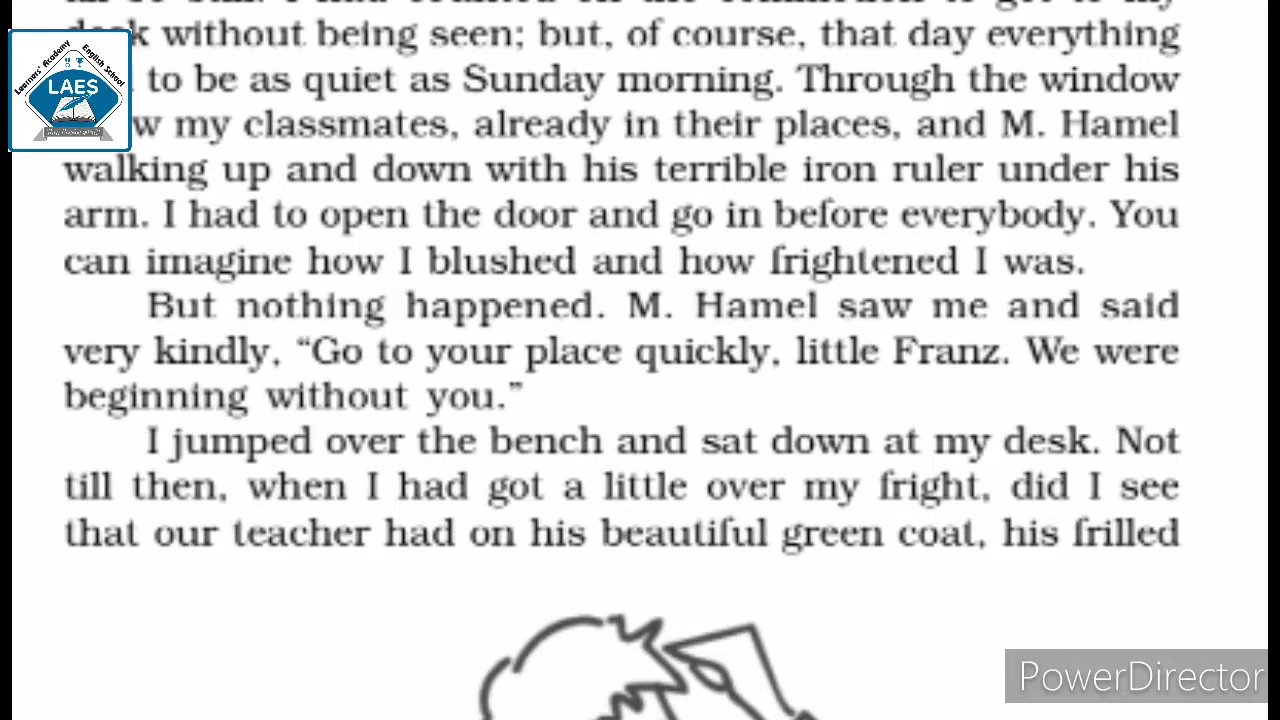 desk without being seen; but, of course, that day everything
to be as quiet as Sunday morning. Through the window
my classmates, already in their places, and M. Hamel
walking up and down with his terrible iron ruler under his
arm. I had to open the door and go in before everybody. You
can imagine how I blushed and how frightened I was.
But nothing happened. M. Hamel saw me and said
very kindly, “Go to your place quickly, little Franz. We were
beginning without you.”
I jumped over the bench and sat down at my desk. Not
till then, when I had got a little over my fright, did I see
that our teacher had on his beautiful green coat, his frilled
Learners' Academy English School
LAES
PowerDirector